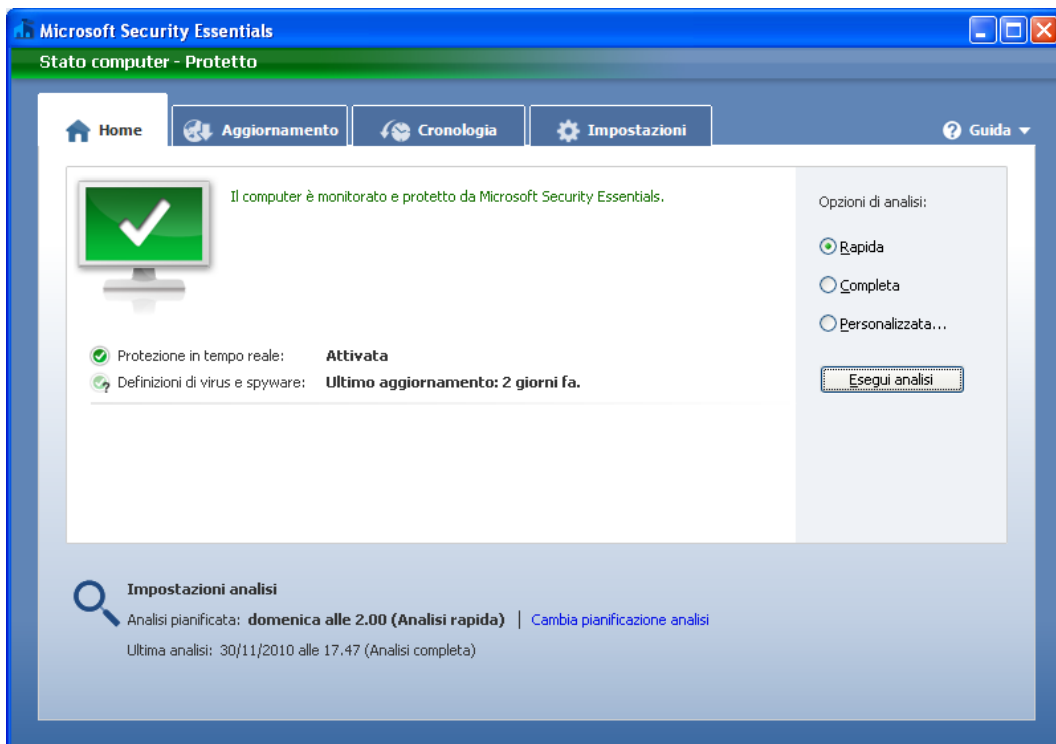 Microsoft Security Essentials
Stato computer - Protetto
Home
Aggiornamento
Cronologia
Impostazioni
Guida
Il computer è monitorato e protetto da Microsoft Security Essentials.
Opzioni di analisi:
Rapida
Completa
Personalizzata...
Protezione in tempo reale: Attivata
Definizioni di virus e spyware: Ultimo aggiornamento: 2 giorni fa.
Esegui analisi
Impostazioni analisi
Analisi pianificata: domenica alle 2.00 (Analisi rapida) | Cambia pianificazione analisi
Ultima analisi: 30/11/2010 alle 17.47 (Analisi completa)